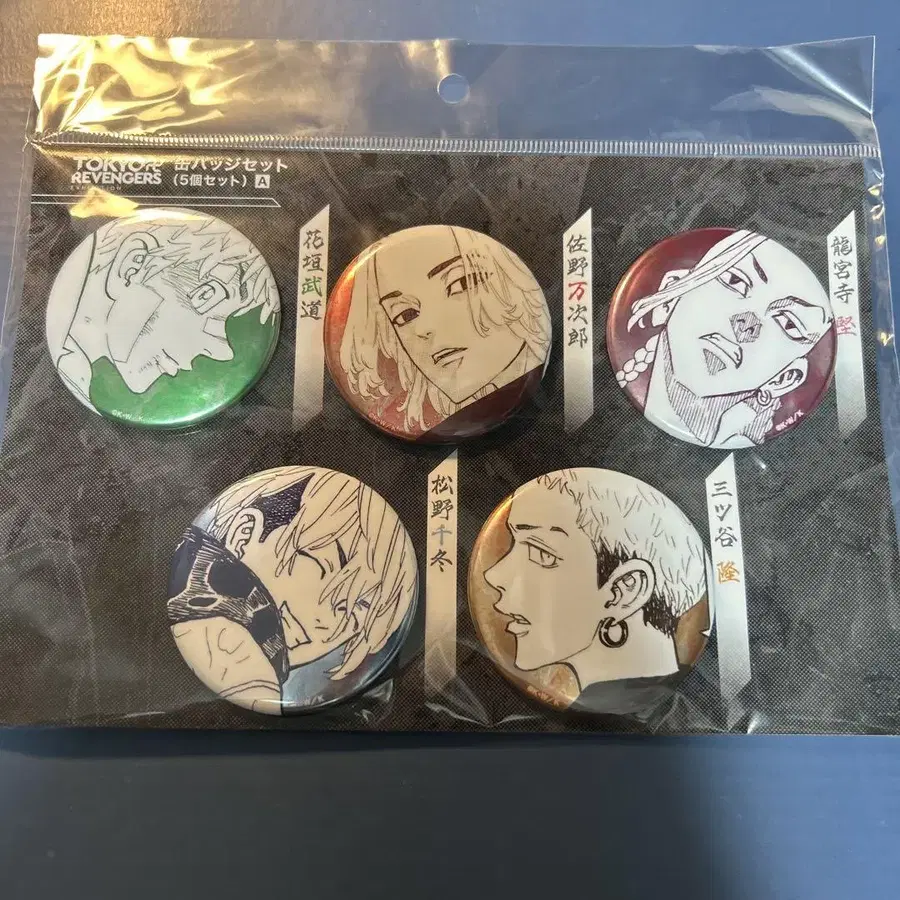 TOKYO
REVENGERS
EXHIBITION
缶バッジセット
(5個セット) A
花垣武道
佐野万次郎
龍宮寺 堅
松野千冬
三ツ谷 隆
©K・W/K
©K・W/K
©K・W/K
©K・W/K